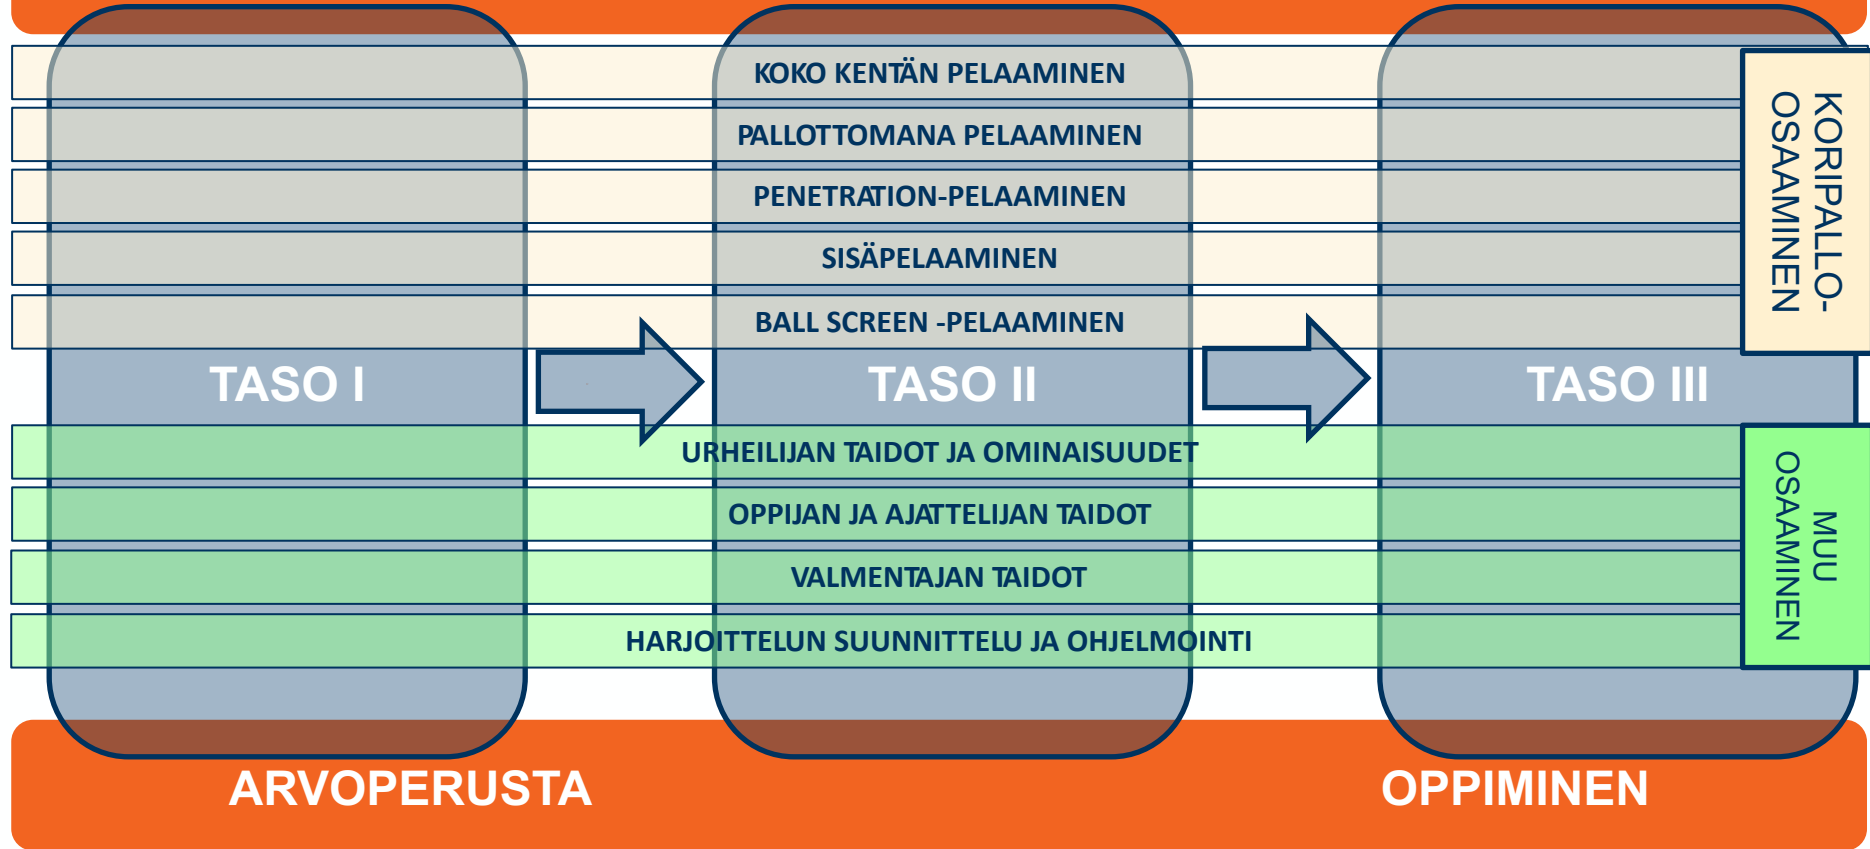 KOKO KENTÄN PELAAMINEN
PALLOTTOMANA PELAAMINEN
PENETRATION-PELAAMINEN
SISÄPELAAMINEN
BALL SCREEN -PELAAMINEN
KORIPALLO-
OSAAMINEN
TASO I
TASO II
TASO III
URHEILIJAN TAIDOT JA OMINAISUUDET
OPPIJAN JA AJATTELIJAN TAIDOT
VALMENTAJAN TAIDOT
HARJOITTELUN SUUNNITTELU JA OHJELMOINTI
MUU
OSAAMINEN
ARVOPERUSTA
OPPIMINEN